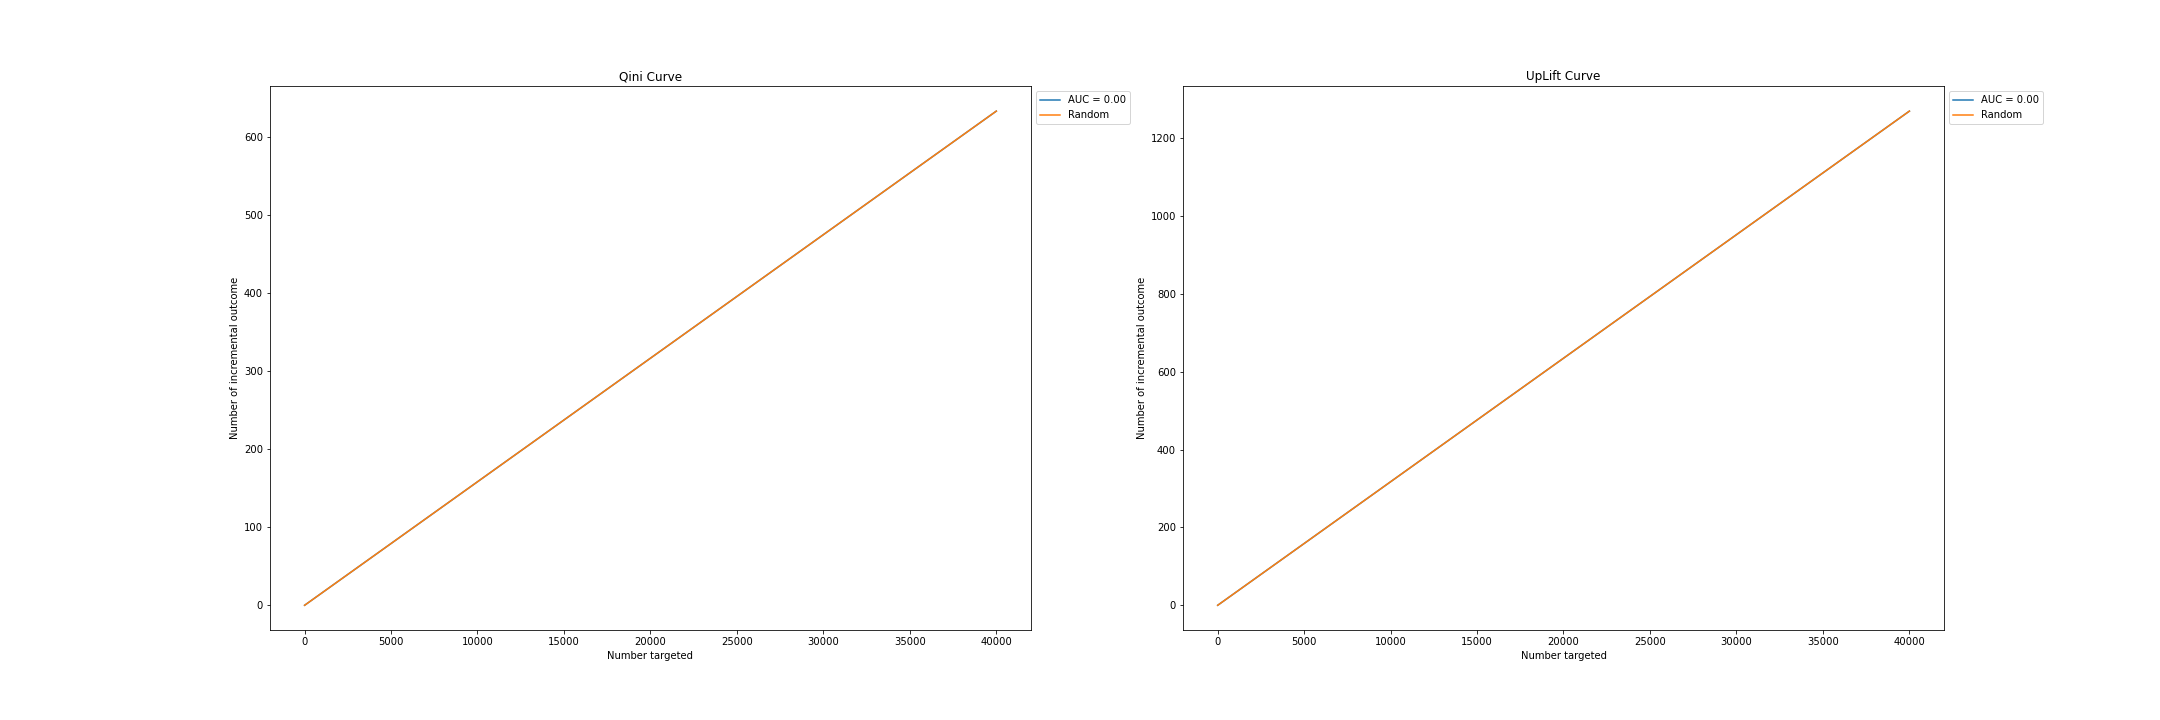 Qini Curve
AUC = 0.00
Random
600
500
400
300
200
100
0
Number of incremental outcome
0 5000 10000 15000 20000 25000 30000 35000 40000
Number targeted
UpLift Curve
AUC = 0.00
Random
1200
1000
800
600
400
200
0
Number of incremental outcome
0 5000 10000 15000 20000 25000 30000 35000 40000
Number targeted